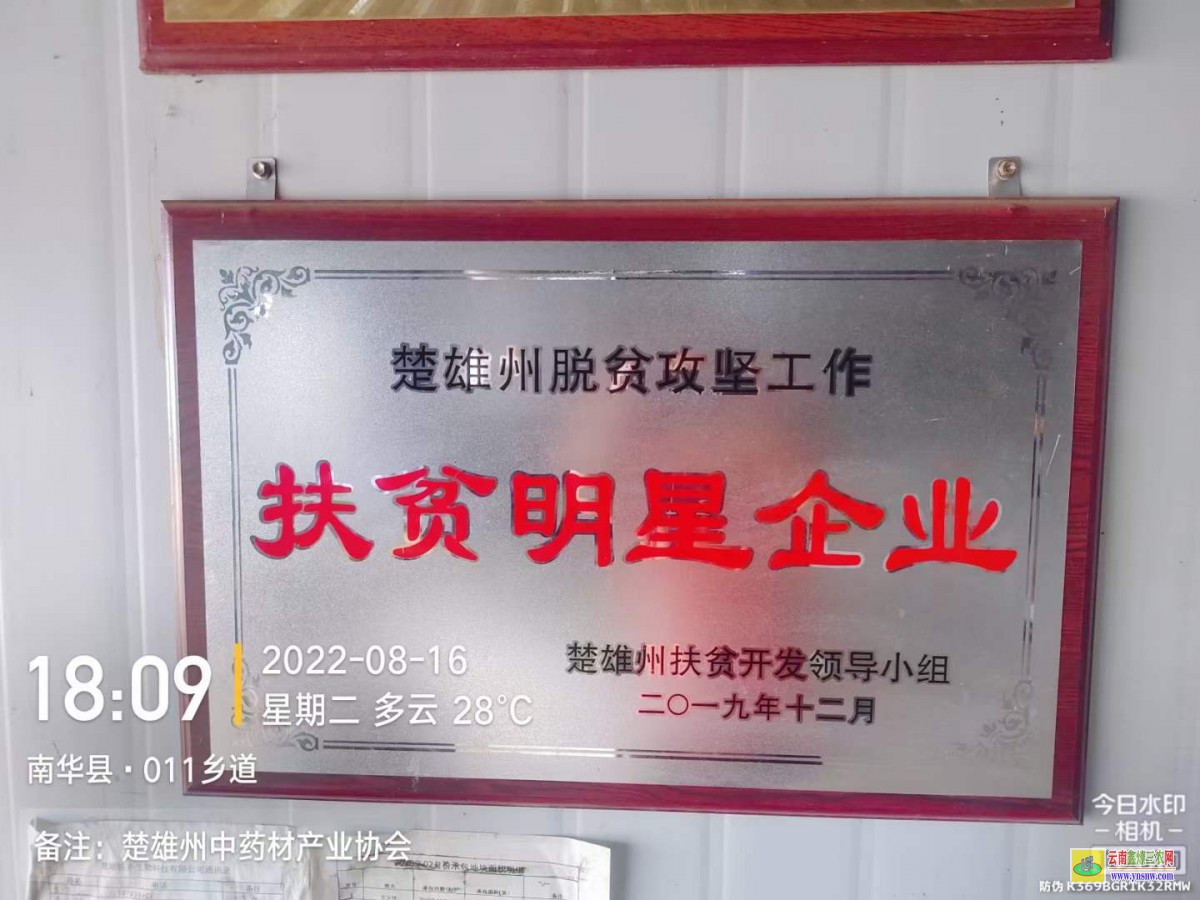 楚雄州脱贫攻坚工作
扶贫明星企业
楚雄州扶贫开发领导小组
二〇一九年十二月
18:09
2022-08-16
星期二 多云 28°C
南华县·011乡道
备注：楚雄州中药材产业协会
今日水印
-相机-
云南鑫烽三农网
www.ynsnw.com
防伪 K369BGRTK32RMW